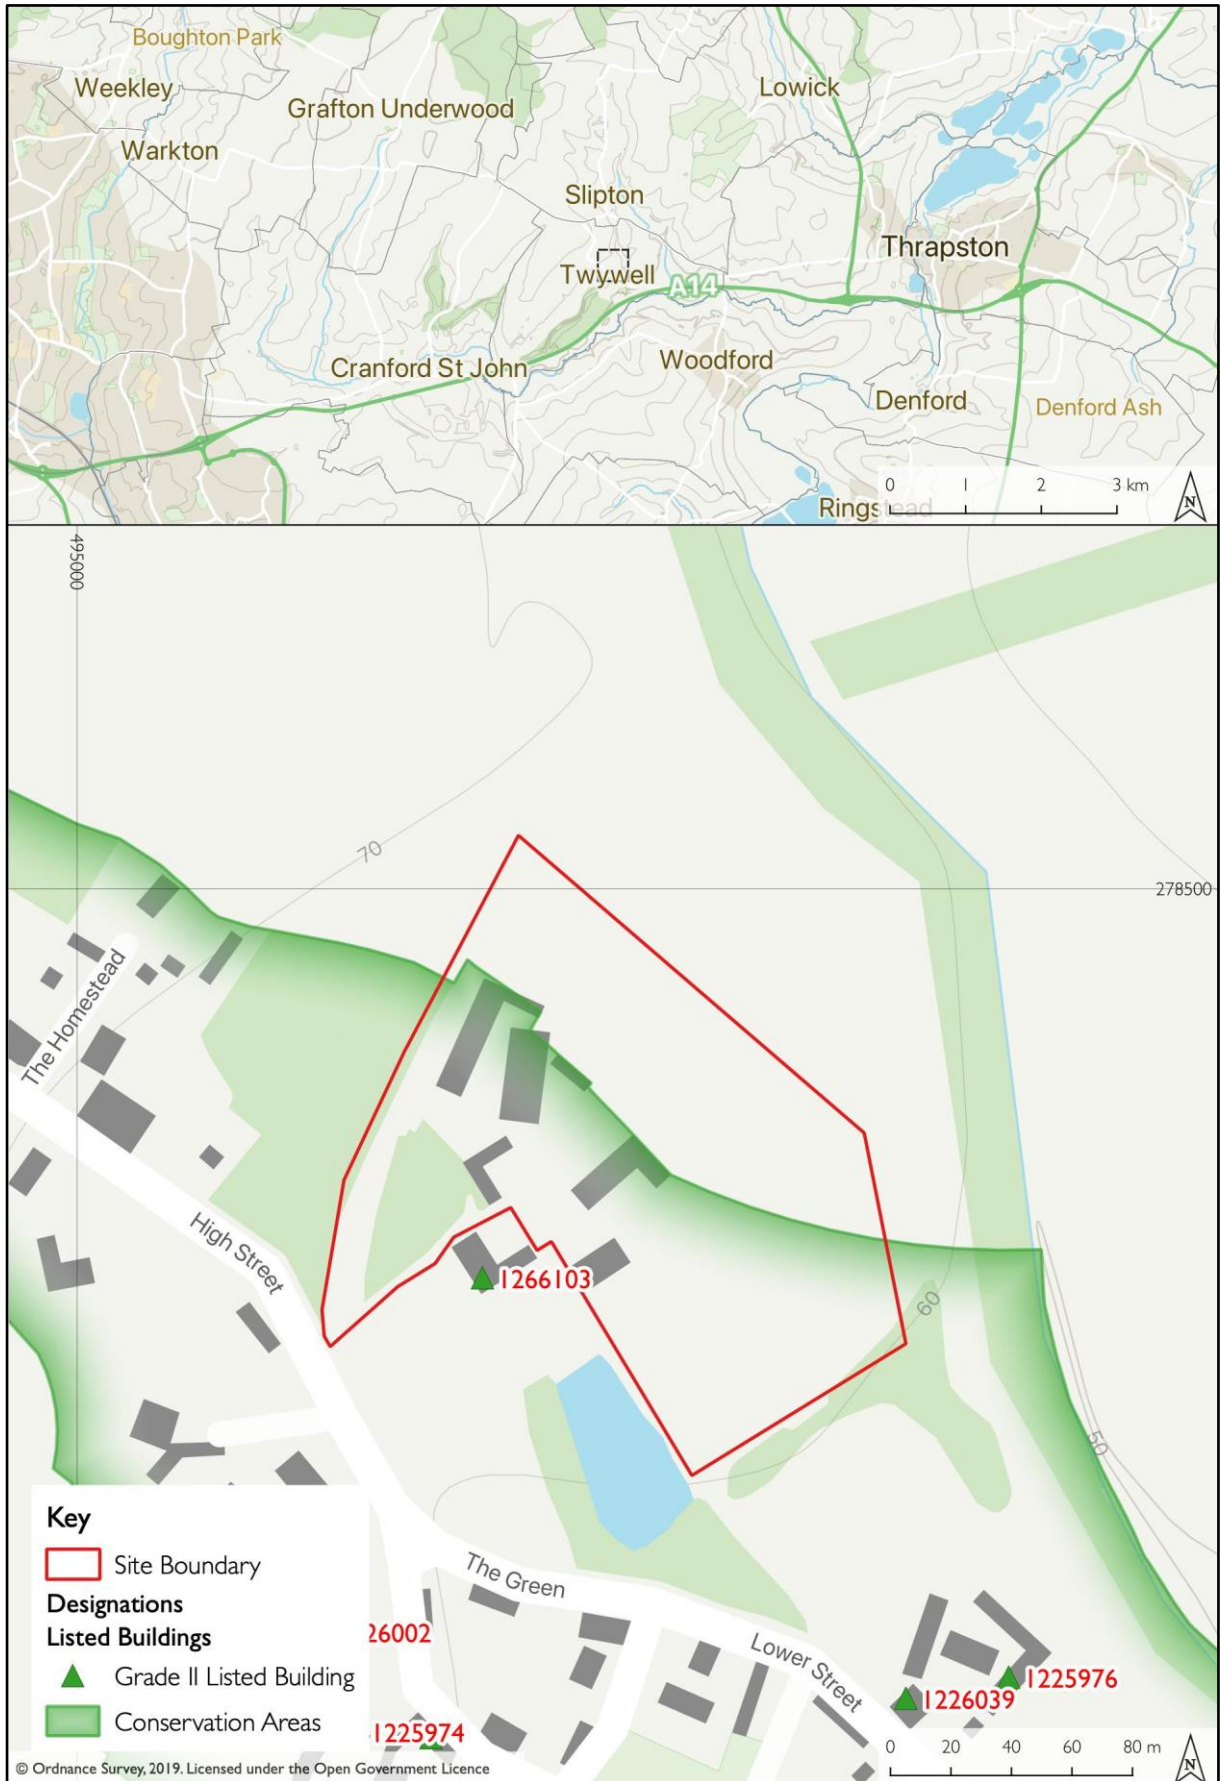 Boughton Park
Weekley
Grafton Underwood
Lowick
Warkton
Slipton
Thrapston
Twywell
A14
Cranford St John
Woodford
Denford
Denford Ash
0 1 2 3 km
Ringstead
N
495000
70
278500
The Homestead
High Street
1266103
60
50
Key
Site Boundary
Designations
Listed Buildings
Grade II Listed Building
Conservation Areas
The Green
26002
Lower Street
1225976
1226039
1225974
0 20 40 60 80 m
N
© Ordnance Survey, 2019. Licensed under the Open Government Licence